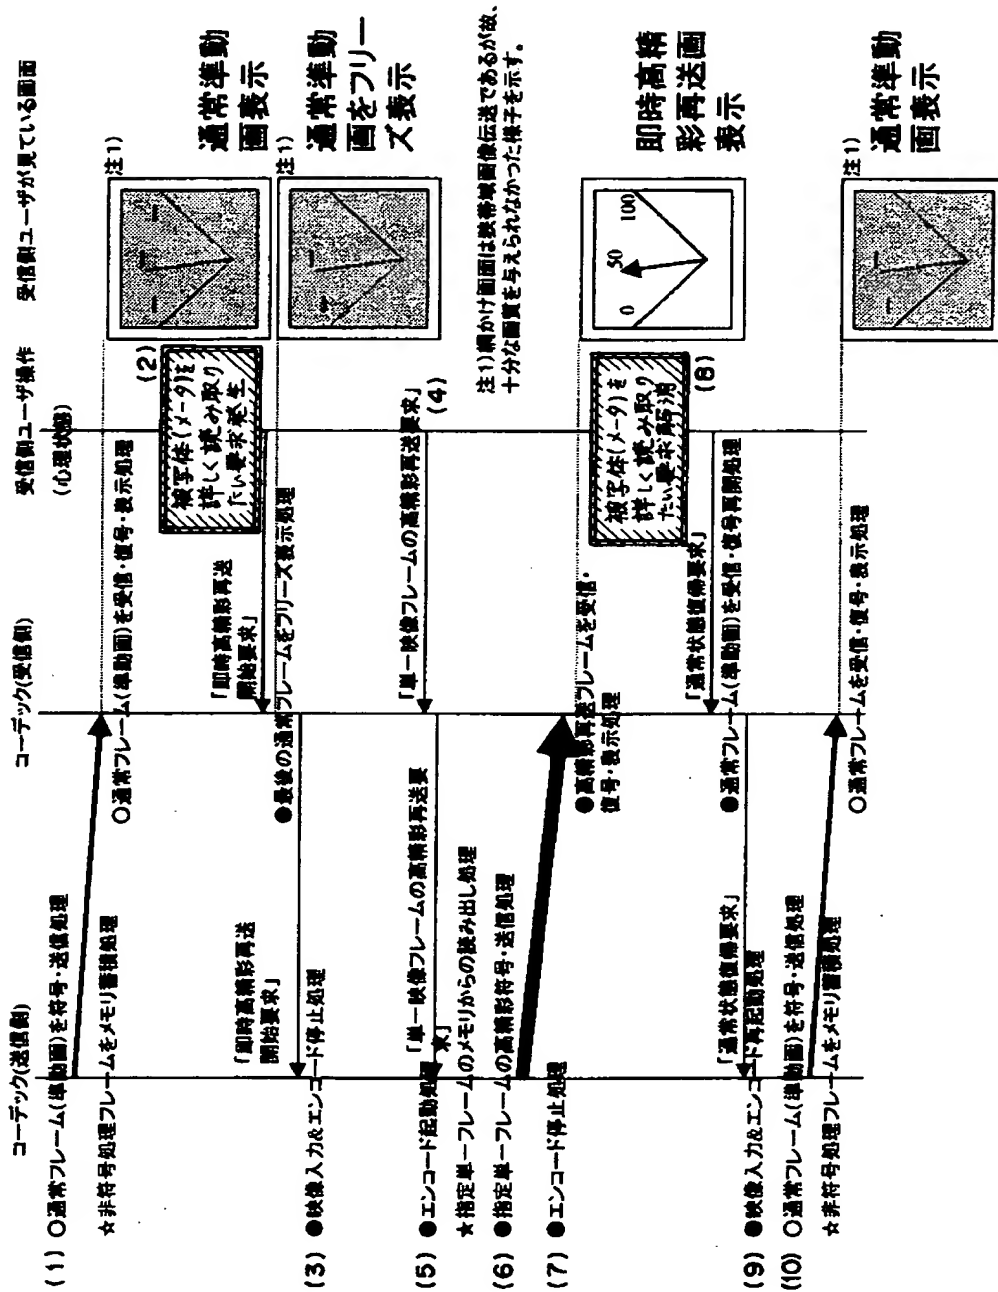 コーデック(送信側)
コーデック(受信側)
受信側ユーザ操作
(心理状態)
受信側ユーザが見ている画面
(1) ○通常フレーム(準動画)を符号・送信処理
☆非符号処理フレームをメモリ蓄積処理
○通常フレーム(準動画)を受信・復号・表示処理
注1)
通常準動
画表示
(2)
被写体(メータ)を
詳しく読み取り
たい要求発生
「即時高精彩再送
開始要求」
●最後の通常フレームをフリーズ表示処理
注1)
通常準動
画をフリー
ズ表示
「即時高精彩再送
開始要求」
(3) ●映像入力&エンコード停止処理
「単一映像フレームの高精彩再送要求」
(4)
「単一映像フレームの高精彩再送要
求」
(5) ●エンコード起動処理
★指定単一フレームのメモリからの読み出し処理
(6) ●指定単一フレームの高精彩符号・送信処理
(7) ●エンコード停止処理
注1)網かけ画面は狭帯域画像伝送であるが故、
十分な画質を与えられなかった様子を示す。
●高精彩再送フレームを受信・
復号・表示処理
0
50
100
即時高精
彩再送画
表示
被写体(メータ)を
詳しく読み取り
たい要求解消
(8)
「通常状態復帰要求」
●通常フレーム(準動画)を受信・復号再開処理
「通常状態復帰要求」
(9) ●映像入力&エンコード再起動処理
(10) ○通常フレーム(準動画)を符号・送信処理
☆非符号処理フレームをメモリ蓄積処理
○通常フレームを受信・復号・表示処理
注1)
通常準動
画表示